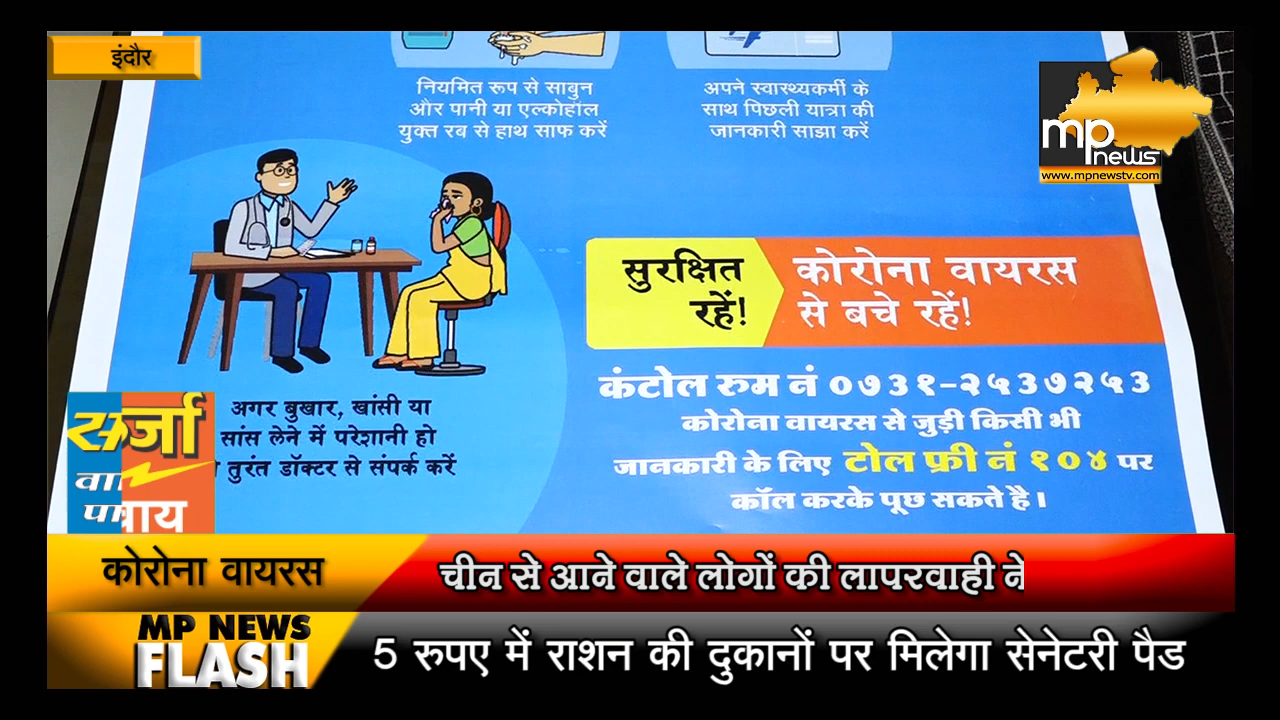 इंदौर
नियमित रूप से साबुन
और पानी या एल्कोहॉल
युक्त रब से हाथ साफ करें
अपने स्वास्थ्यकर्मी के
साथ पिछली यात्रा की
जानकारी साझा करें
mp
news
www.mpnewstv.com
सुरक्षित
रहें!
कोरोना वायरस
से बचे रहें!
कंटोल रुम नं ०७३१-२५३७२५३
कोरोना वायरस से जुड़ी किसी भी
जानकारी के लिए टोल फ्री नं १०४ पर
कॉल करके पूछ सकते है।
अगर बुखार, खांसी या
सांस लेने में परेशानी हो
तुरंत डॉक्टर से संपर्क करें
कोरोना वायरस
चीन से आने वाले लोगों की लापरवाही ने
MP NEWS
FLASH
5 रुपए में राशन की दुकानों पर मिलेगा सेनेटरी पैड